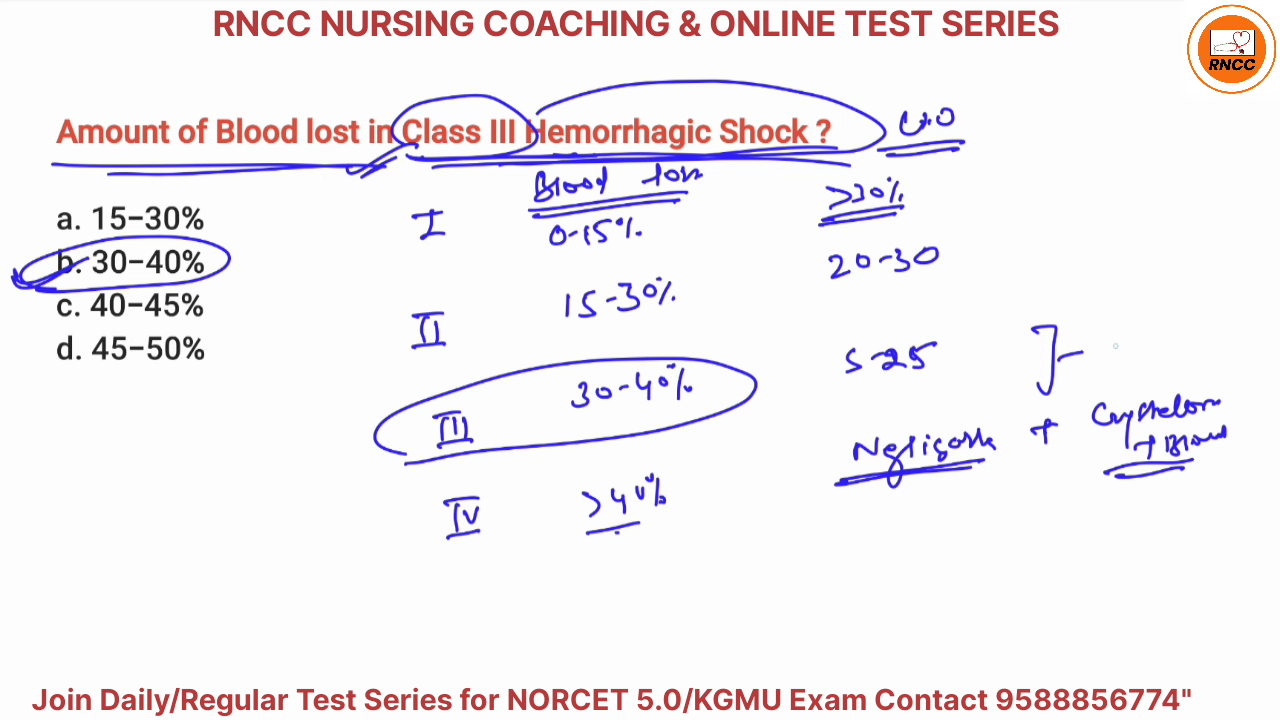 RNCC NURSING COACHING & ONLINE TEST SERIES
RNCC
Amount of Blood lost in Class III Hemorrhagic Shock ?
U.O
a. 15–30%
b. 30–40%
c. 40–45%
d. 45–50%
Blood loss
I 0-15% >30%
II 15-30% 20-30
III 30-40% 5-25
IV >40%
+
+ Blood
Join Daily/Regular Test Series for NORCET 5.0/KGMU Exam Contact 9588856774"